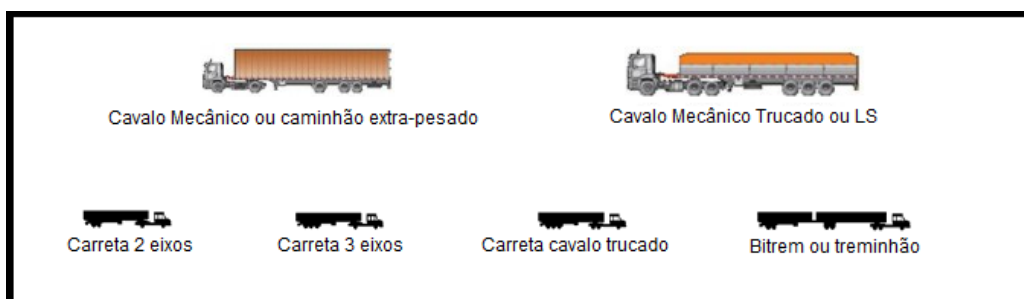 Cavalo Mecânico ou caminhão extra-pesado
Cavalo Mecânico Trucado ou LS
Carreta 2 eixos
Carreta 3 eixos
Carreta cavalo trucado
Bitrem ou treminhão